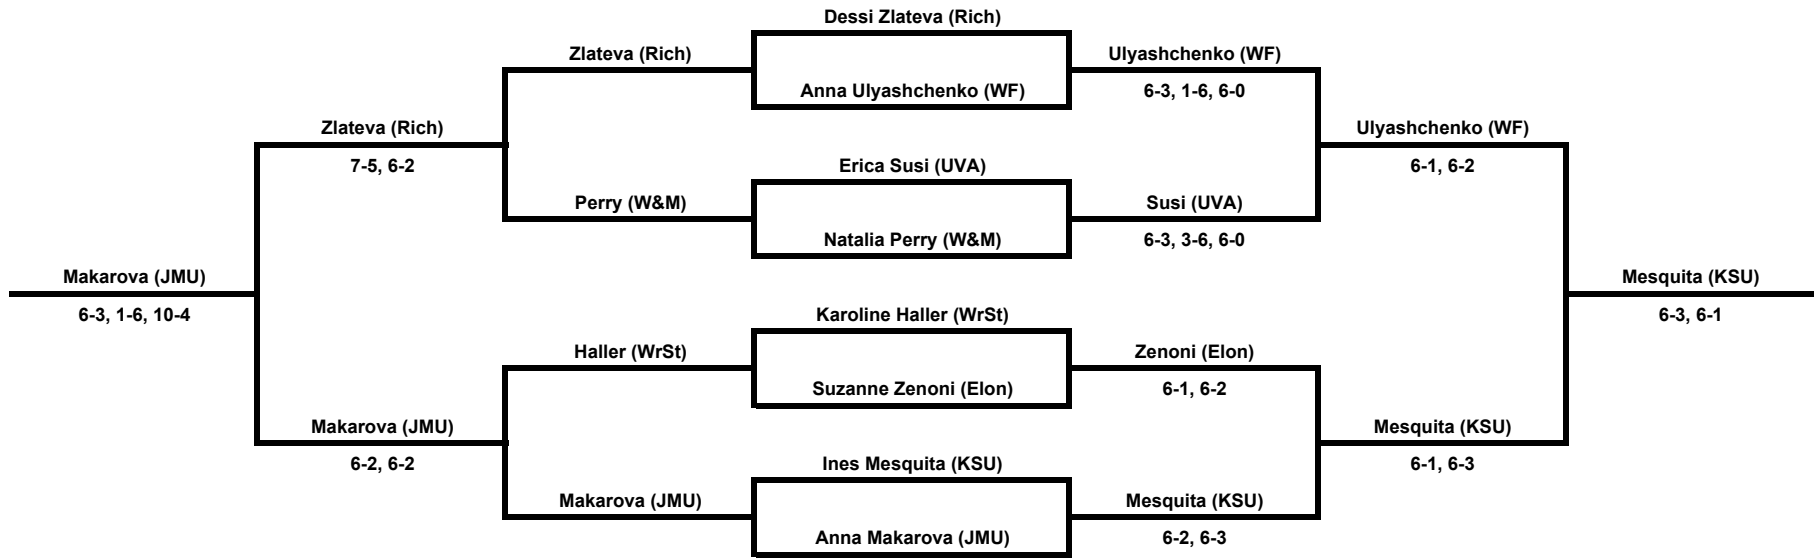 Dessi Zlateva (Rich)
Zlateva (Rich)
Ulyashchenko (WF)
Anna Ulyashchenko (WF)
6-3, 1-6, 6-0
Zlateva (Rich)
Ulyashchenko (WF)
7-5, 6-2
Erica Susi (UVA)
6-1, 6-2
Perry (W&M)
Susi (UVA)
Natalia Perry (W&M)
6-3, 3-6, 6-0
Makarova (JMU)
Mesquita (KSU)
6-3, 1-6, 10-4
Karoline Haller (WrSt)
6-3, 6-1
Haller (WrSt)
Zenoni (Elon)
Suzanne Zenoni (Elon)
6-1, 6-2
Makarova (JMU)
Mesquita (KSU)
6-2, 6-2
Ines Mesquita (KSU)
6-1, 6-3
Makarova (JMU)
Mesquita (KSU)
Anna Makarova (JMU)
6-2, 6-3